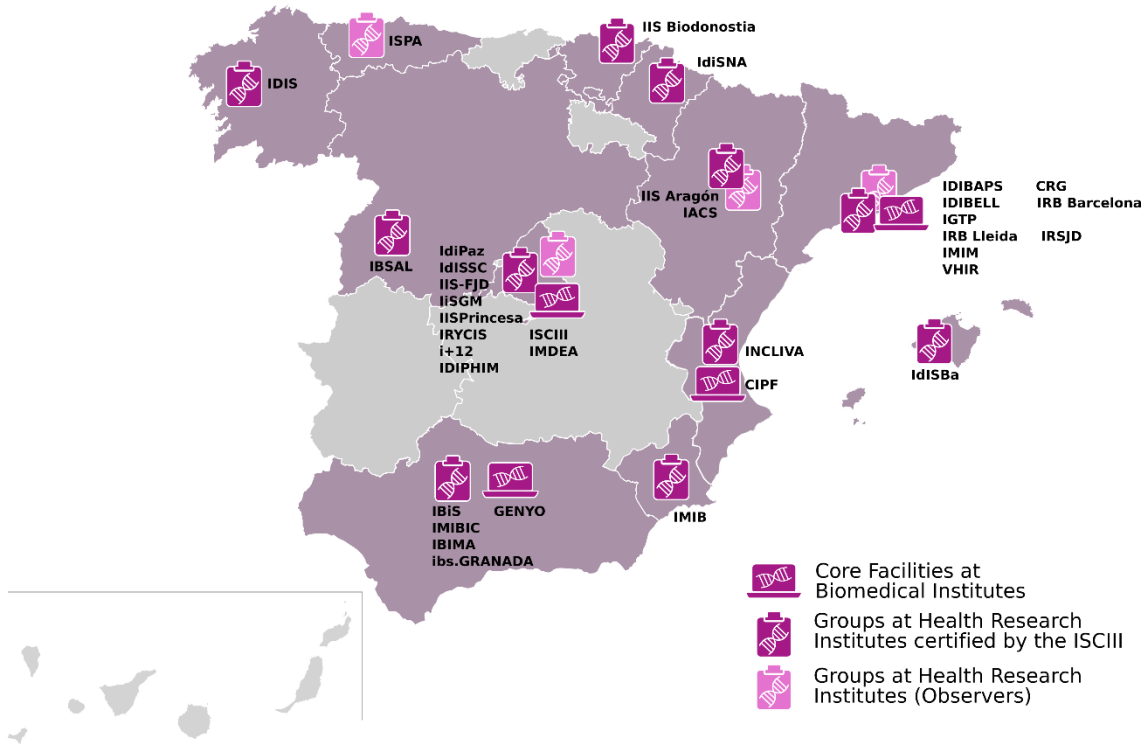 IIS Biodonostia
ISPA
IdiSNA
IDIS
IIS Aragón
IACS
IDIBAPS CRG
IDIBELL IRB Barcelona
IGTP
IRB Lleida IRSJD
IMIM
VHIR
IBSAL
IdiPaz
IdISSC
IIS-FJD
IiSGM
IISPrincesa
IRYCIS ISCIII
i+12 IMDEA
IDIPHIM
INCLIVA
CIPF
IdISBa
IBiS GENYO
IMIBIC
IBIMA
ibs.GRANADA
IMIB
Core Facilities at
Biomedical Institutes
Groups at Health Research
Institutes certified by the ISCIII
Groups at Health Research
Institutes (Observers)